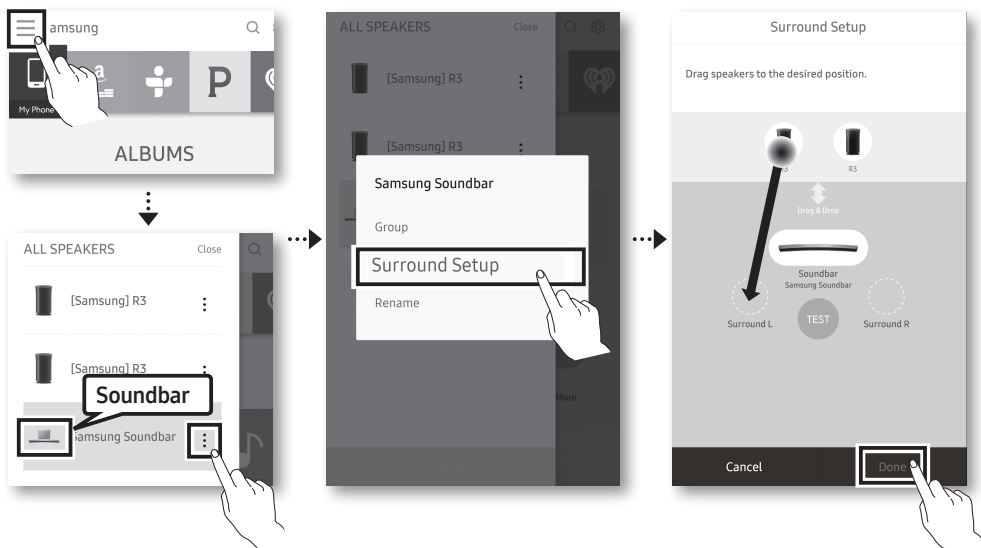 amsung
a
P
My Phone
ALBUMS
ALL SPEAKERS Close
[Samsung] R3
[Samsung] R3
Soundbar
Samsung Soundbar
ALL SPEAKERS Close
[Samsung] R3
[Samsung] R3
Samsung Soundbar
Group
Surround Setup
Rename
More
Surround Setup
Drag speakers to the desired position.
R3 R3
Drag & Drop
Soundbar
Samsung Soundbar
Surround L TEST Surround R
Cancel Done